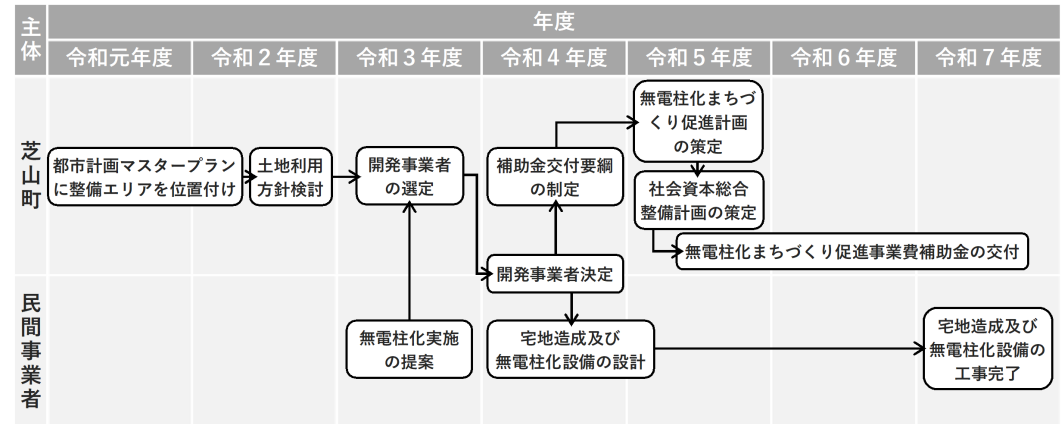 主体
年度
令和元年度
令和２年度
令和３年度
令和４年度
令和５年度
令和６年度
令和７年度
芝山町
都市計画マスタープラン
に整備エリアを位置付け
土地利用
方針検討
開発事業者
の選定
補助金交付要綱
の制定
無電柱化まちづ
くり促進計画
の策定
社会資本総合
整備計画の策定
無電柱化まちづくり促進事業費補助金の交付
開発事業者決定
民間事業者
無電柱化実施
の提案
宅地造成及び
無電柱化設備の設計
宅地造成及び
無電柱化設備の
工事完了